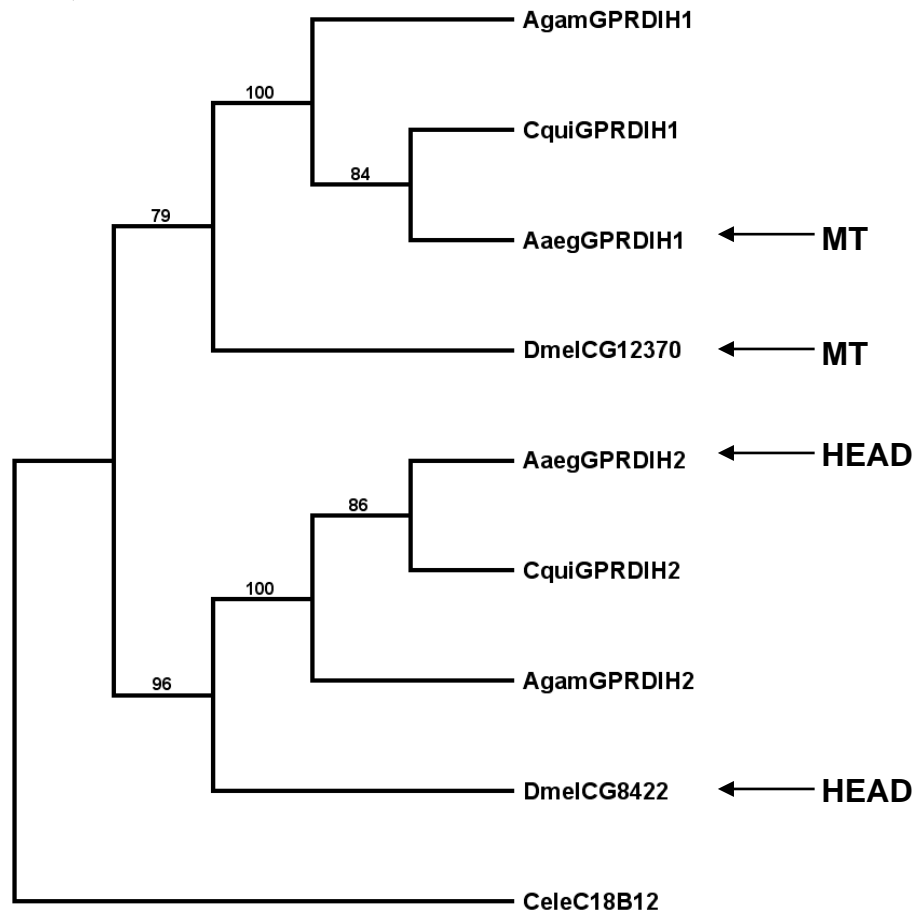 AgamGPRDIH1
100
CquiGPRDIH1
84
79
AaegGPRDIH1 MT
DmelCG12370 MT
AaegGPRDIH2 HEAD
86
CquiGPRDIH2
100
AgamGPRDIH2
96
DmelCG8422 HEAD
CeleC18B12